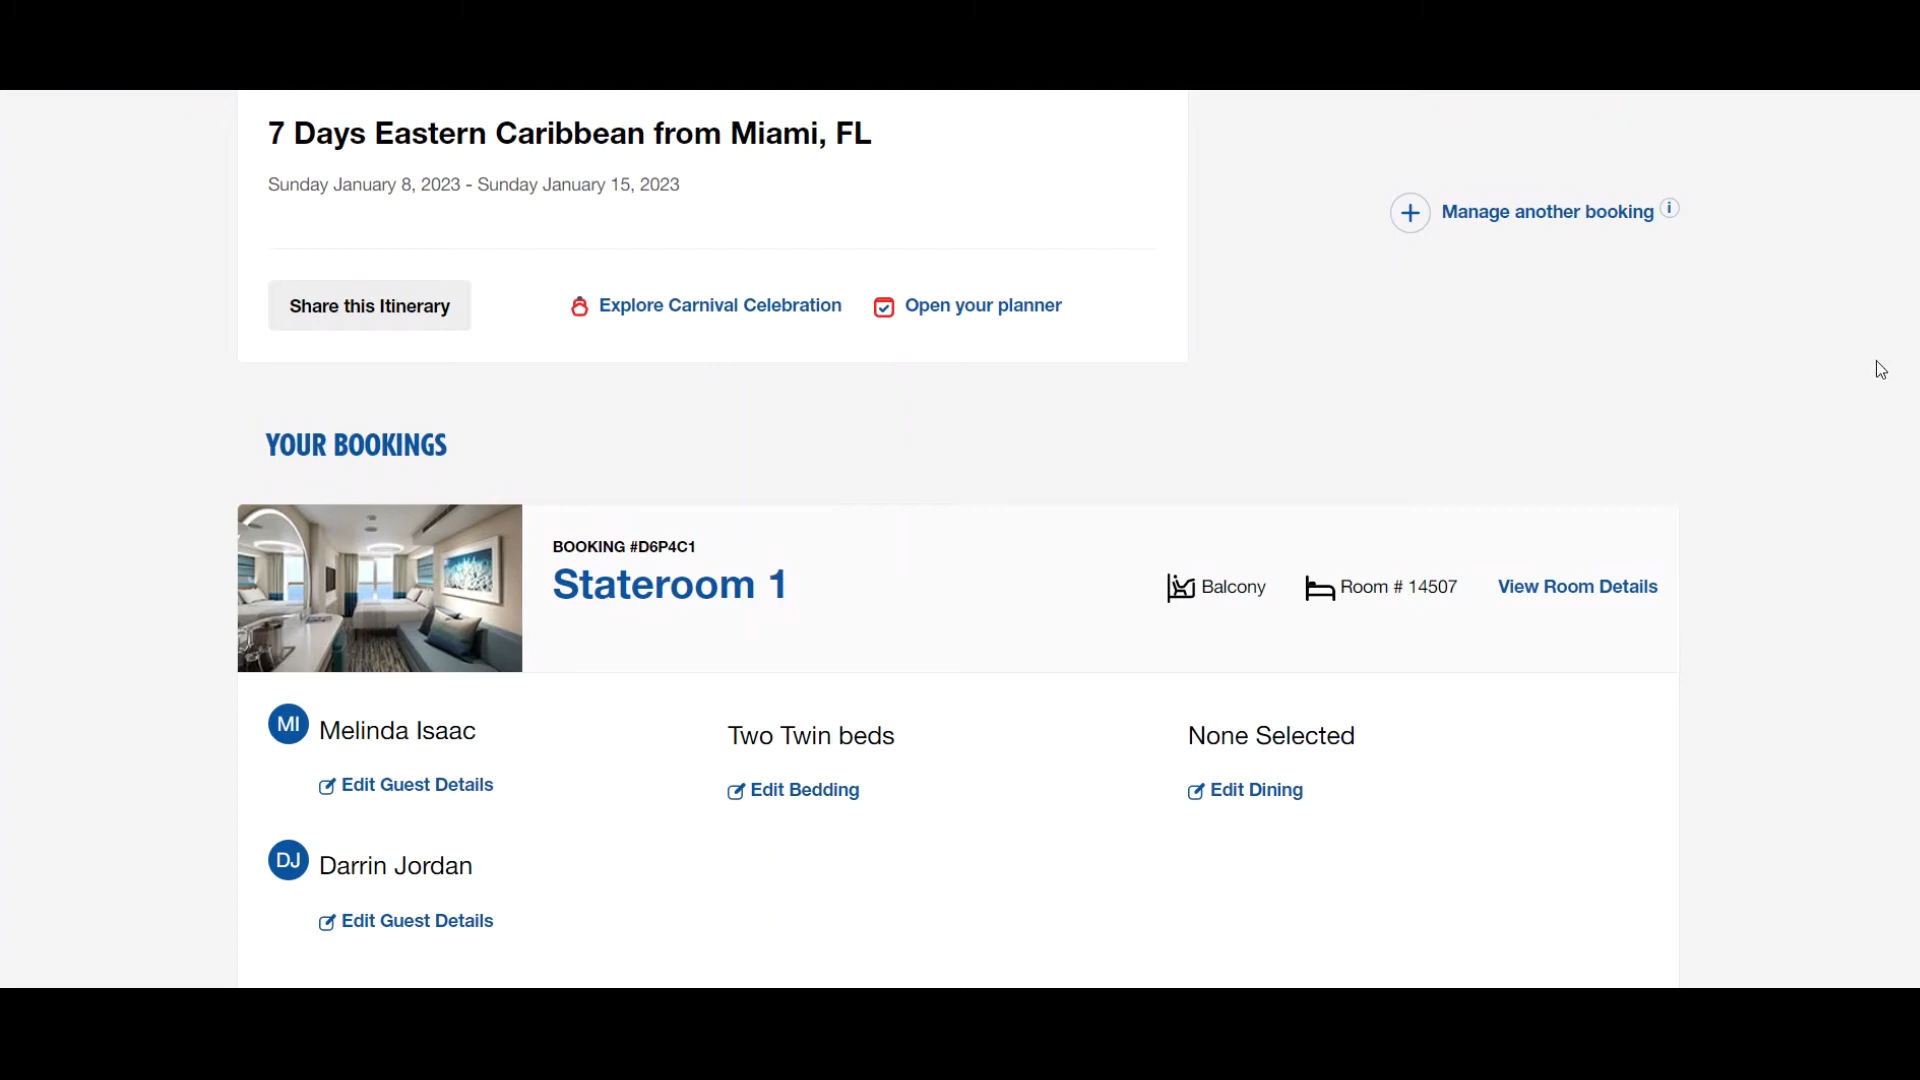 7 Days Eastern Caribbean from Miami, FL
Sunday January 8, 2023 - Sunday January 15, 2023
Manage another booking i
Share this Itinerary
Explore Carnival Celebration
Open your planner
YOUR BOOKINGS
BOOKING #D6P4C1
Stateroom 1
Balcony
Room # 14507
View Room Details
MI Melinda Isaac
Two Twin beds
None Selected
Edit Guest Details
Edit Bedding
Edit Dining
DJ Darrin Jordan
Edit Guest Details